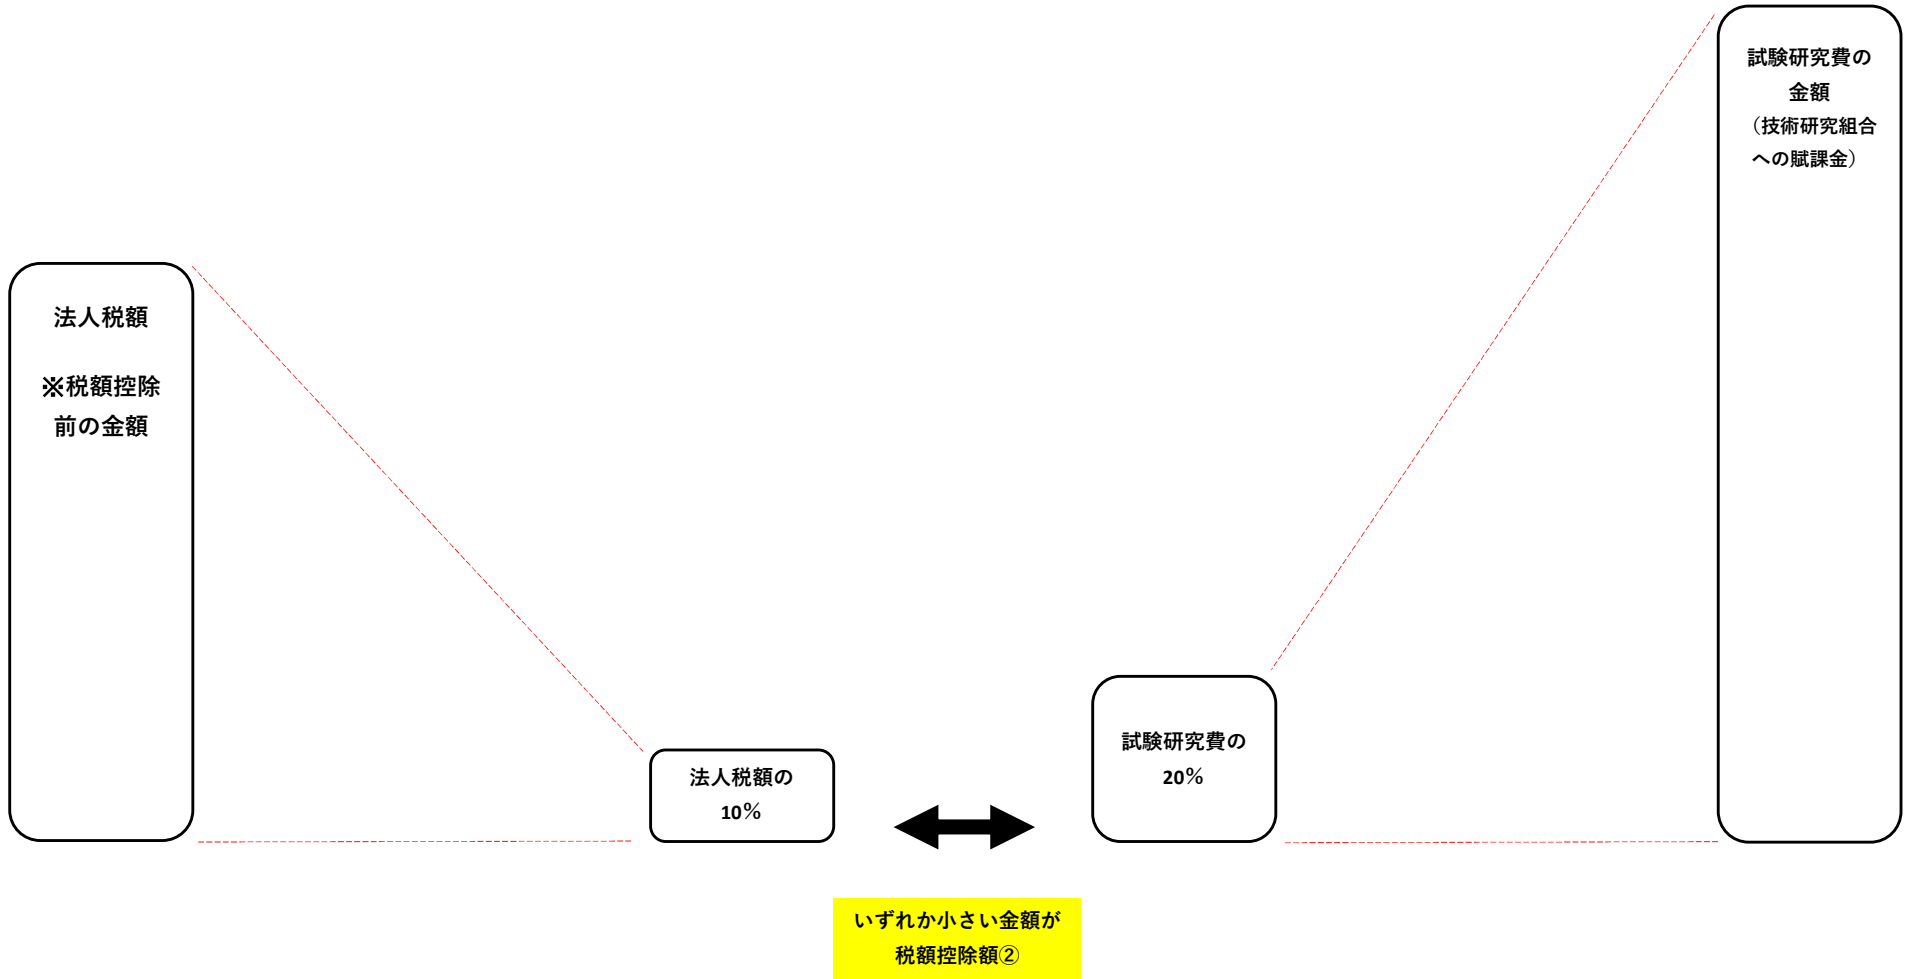 法人税額
※税額控除
前の金額
法人税額の
10%
試験研究費の
20%
試験研究費の
金額
（技術研究組合
への賦課金）
いずれか小さい金額が
税額控除額②